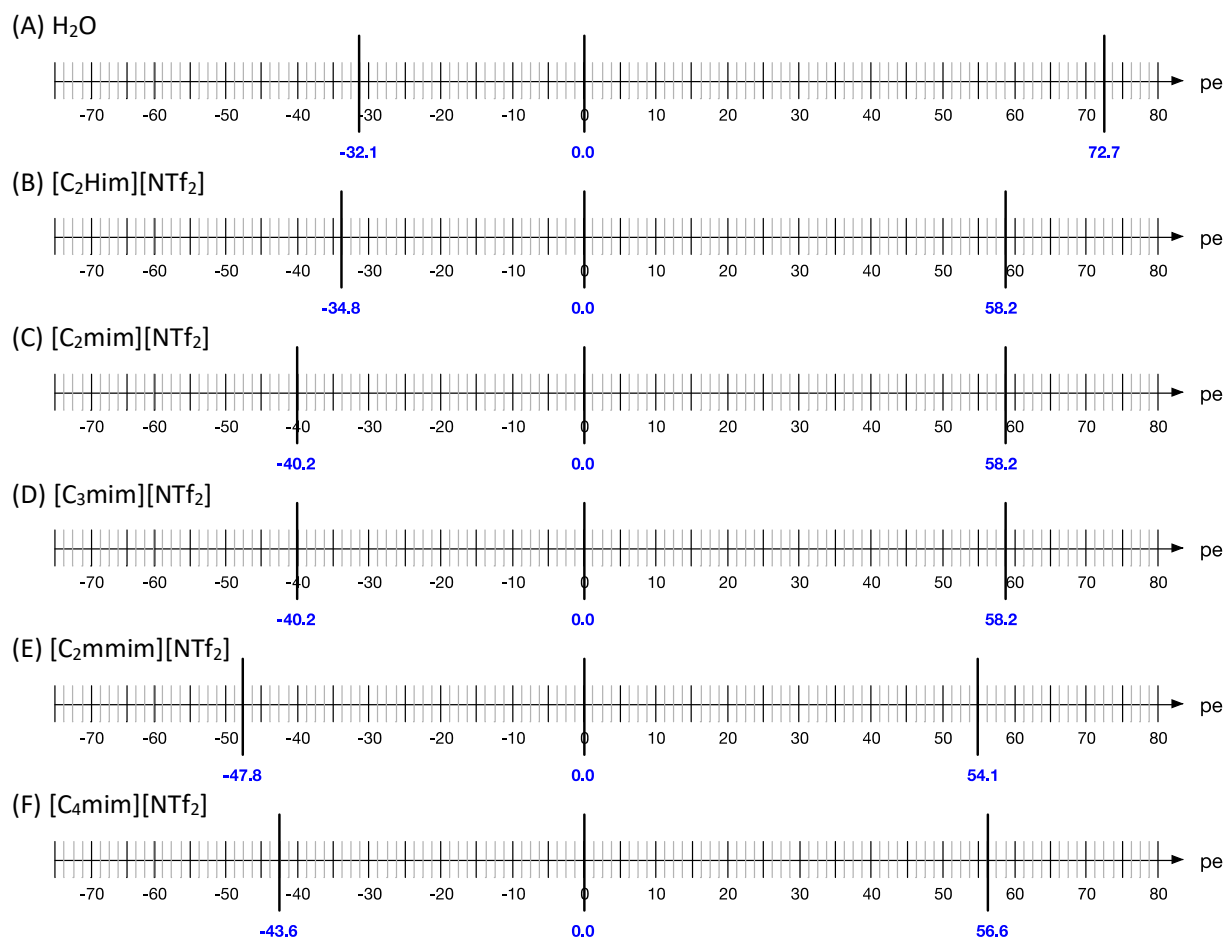 (A) H₂O
pe
-70 -60 -50 -40 -30 -20 -10 0 10 20 30 40 50 60 70 80
-32.1 0.0 72.7
(B) [C₂Him][NTf₂]
pe
-70 -60 -50 -40 -30 -20 -10 0 10 20 30 40 50 60 70 80
-34.8 0.0 58.2
(C) [C₂mim][NTf₂]
pe
-70 -60 -50 -40 -30 -20 -10 0 10 20 30 40 50 60 70 80
-40.2 0.0 58.2
(D) [C₃mim][NTf₂]
pe
-70 -60 -50 -40 -30 -20 -10 0 10 20 30 40 50 60 70 80
-40.2 0.0 58.2
(E) [C₂mmim][NTf₂]
pe
-70 -60 -50 -40 -30 -20 -10 0 10 20 30 40 50 60 70 80
-47.8 0.0 54.1
(F) [C₄mim][NTf₂]
pe
-70 -60 -50 -40 -30 -20 -10 0 10 20 30 40 50 60 70 80
-43.6 0.0 56.6